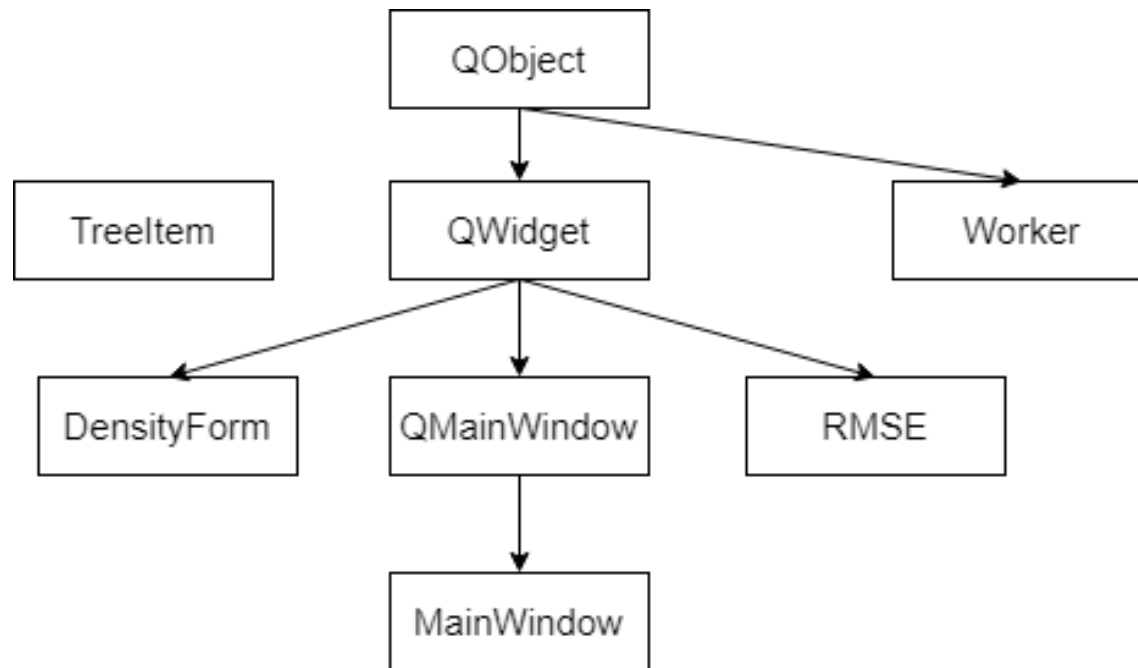 QObject
TreeItem
QWidget
Worker
DensityForm
QMainWindow
RMSE
MainWindow